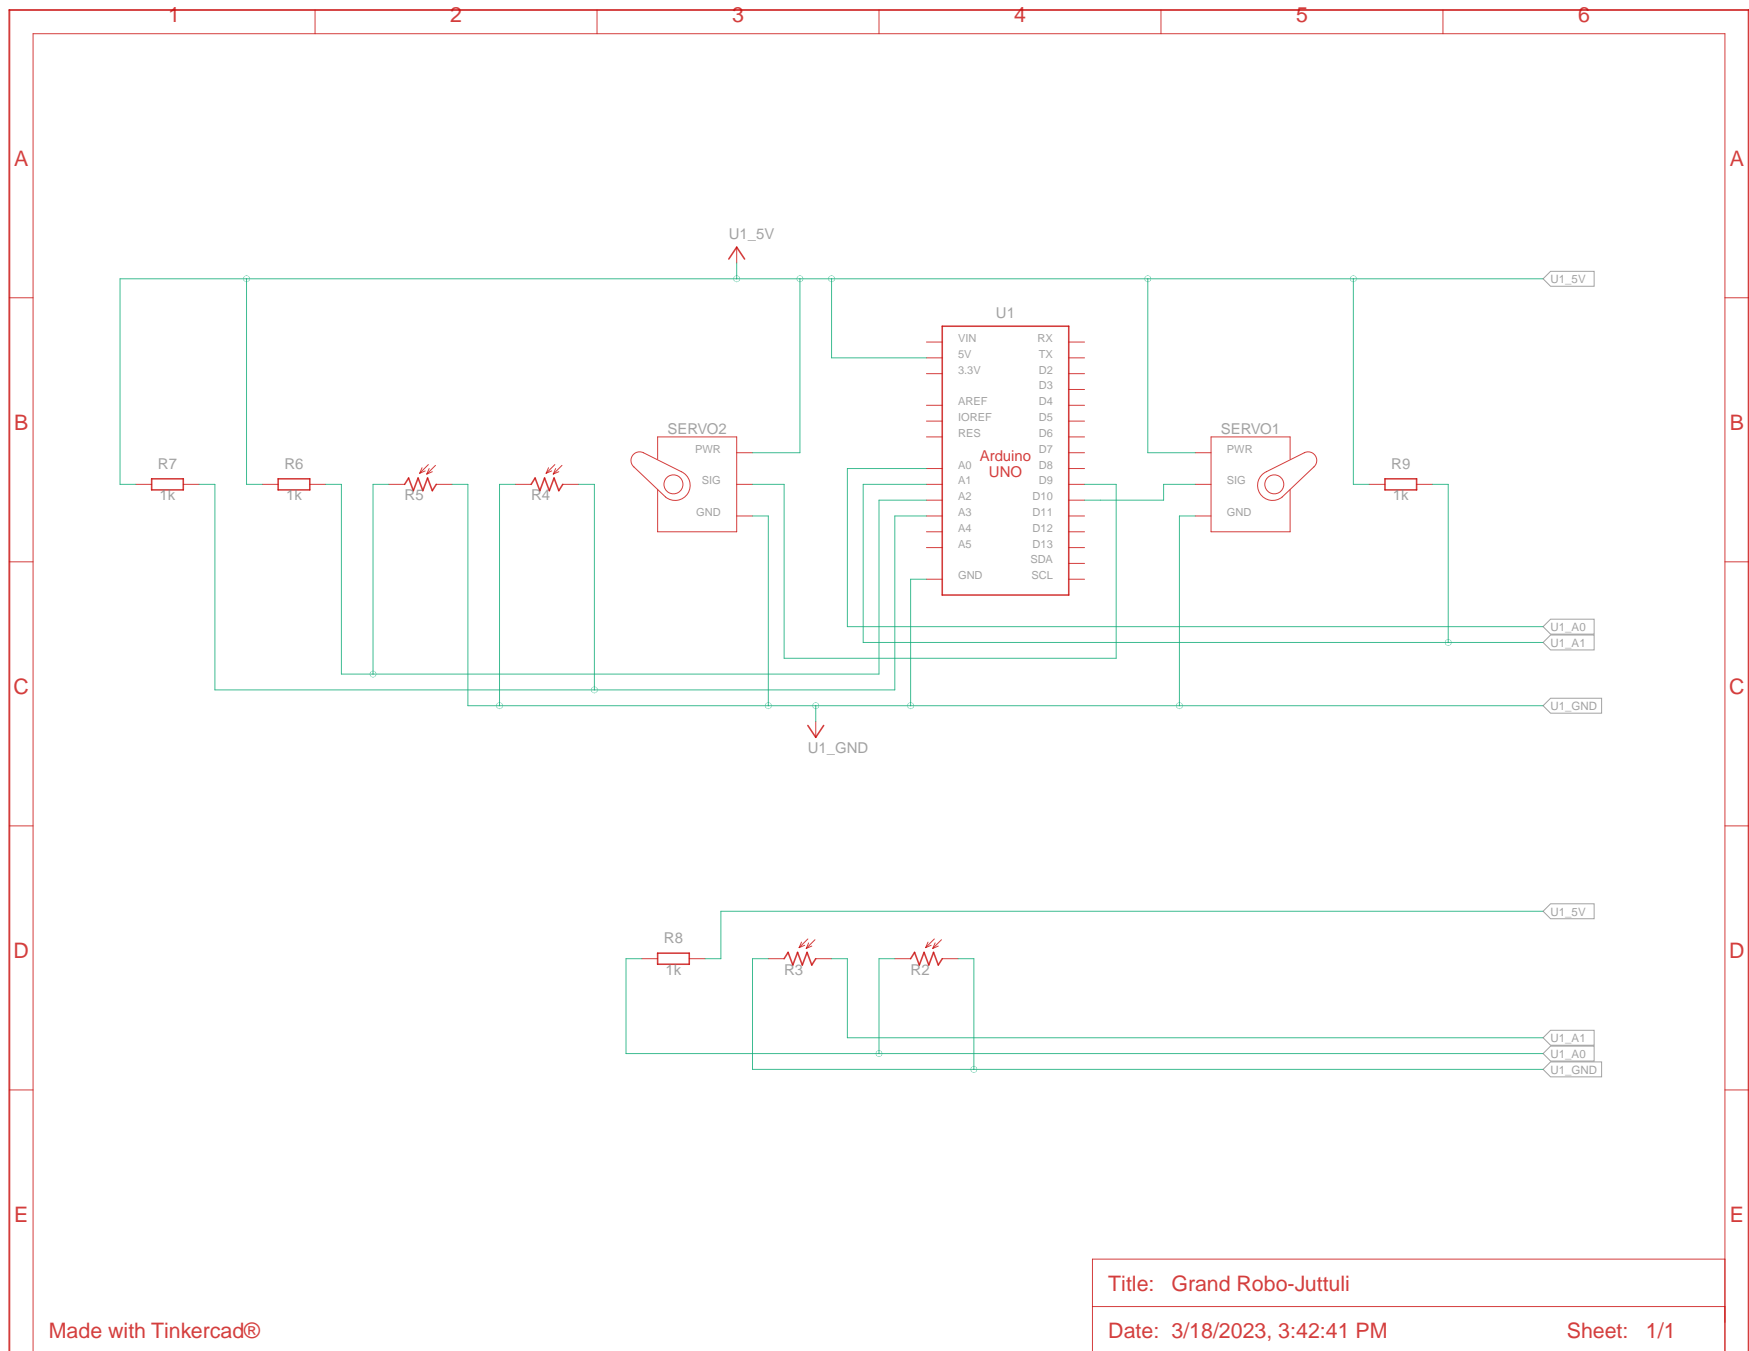 1 2 3 4 5 6
A A
U1_5V
U1_5V
B B
U1
VIN RX
5V TX
3.3V D2
D3
AREF D4
IOREF D5
RES D6
D7
A0 D8
A1 D9
A2 D10
A3 D11
A4 D12
A5 D13
SDA
GND SCL
Arduino
UNO
SERVO2
PWR
SIG
GND
SERVO1
PWR
SIG
GND
R7
1k
R6
1k
R5
R4
R9
1k
U1_A0
U1_A1
C C
U1_GND
U1_GND
U1_5V
D D
R8
1k
R3
R2
U1_A1
U1_A0
U1_GND
E E
Title: Grand Robo-Juttuli
Made with Tinkercad®
Date: 3/18/2023, 3:42:41 PM Sheet: 1/1